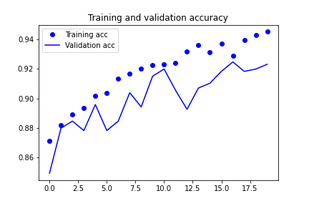 Training and validation accuracy
Training acc
Validation acc
0.94
0.92
0.90
0.88
0.86
0.0 2.5 5.0 7.5 10.0 12.5 15.0 17.5